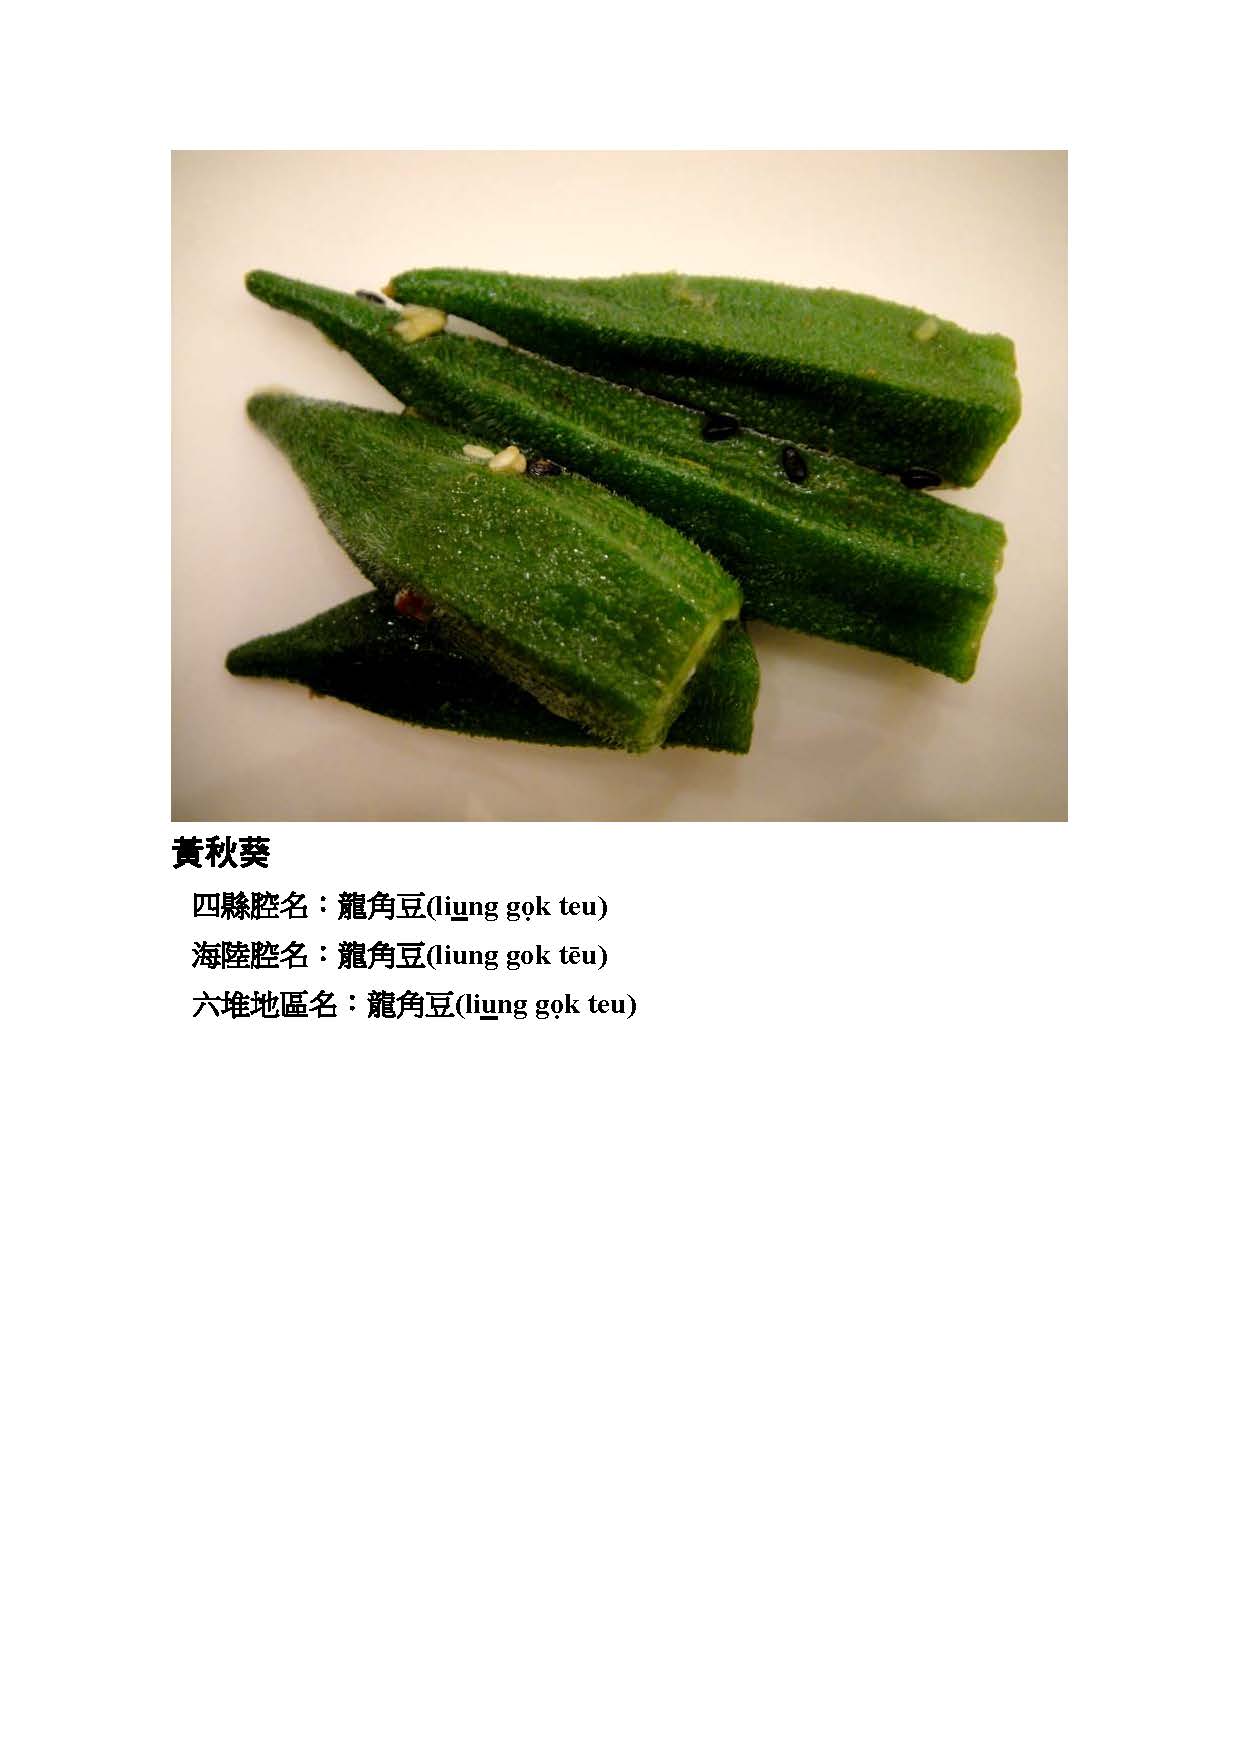 黃秋葵
四縣腔名：龍角豆(liu̲ng gọk teu)
海陸腔名：龍角豆(liung gok tēu)
六堆地區名：龍角豆(liu̲ng gọk teu)